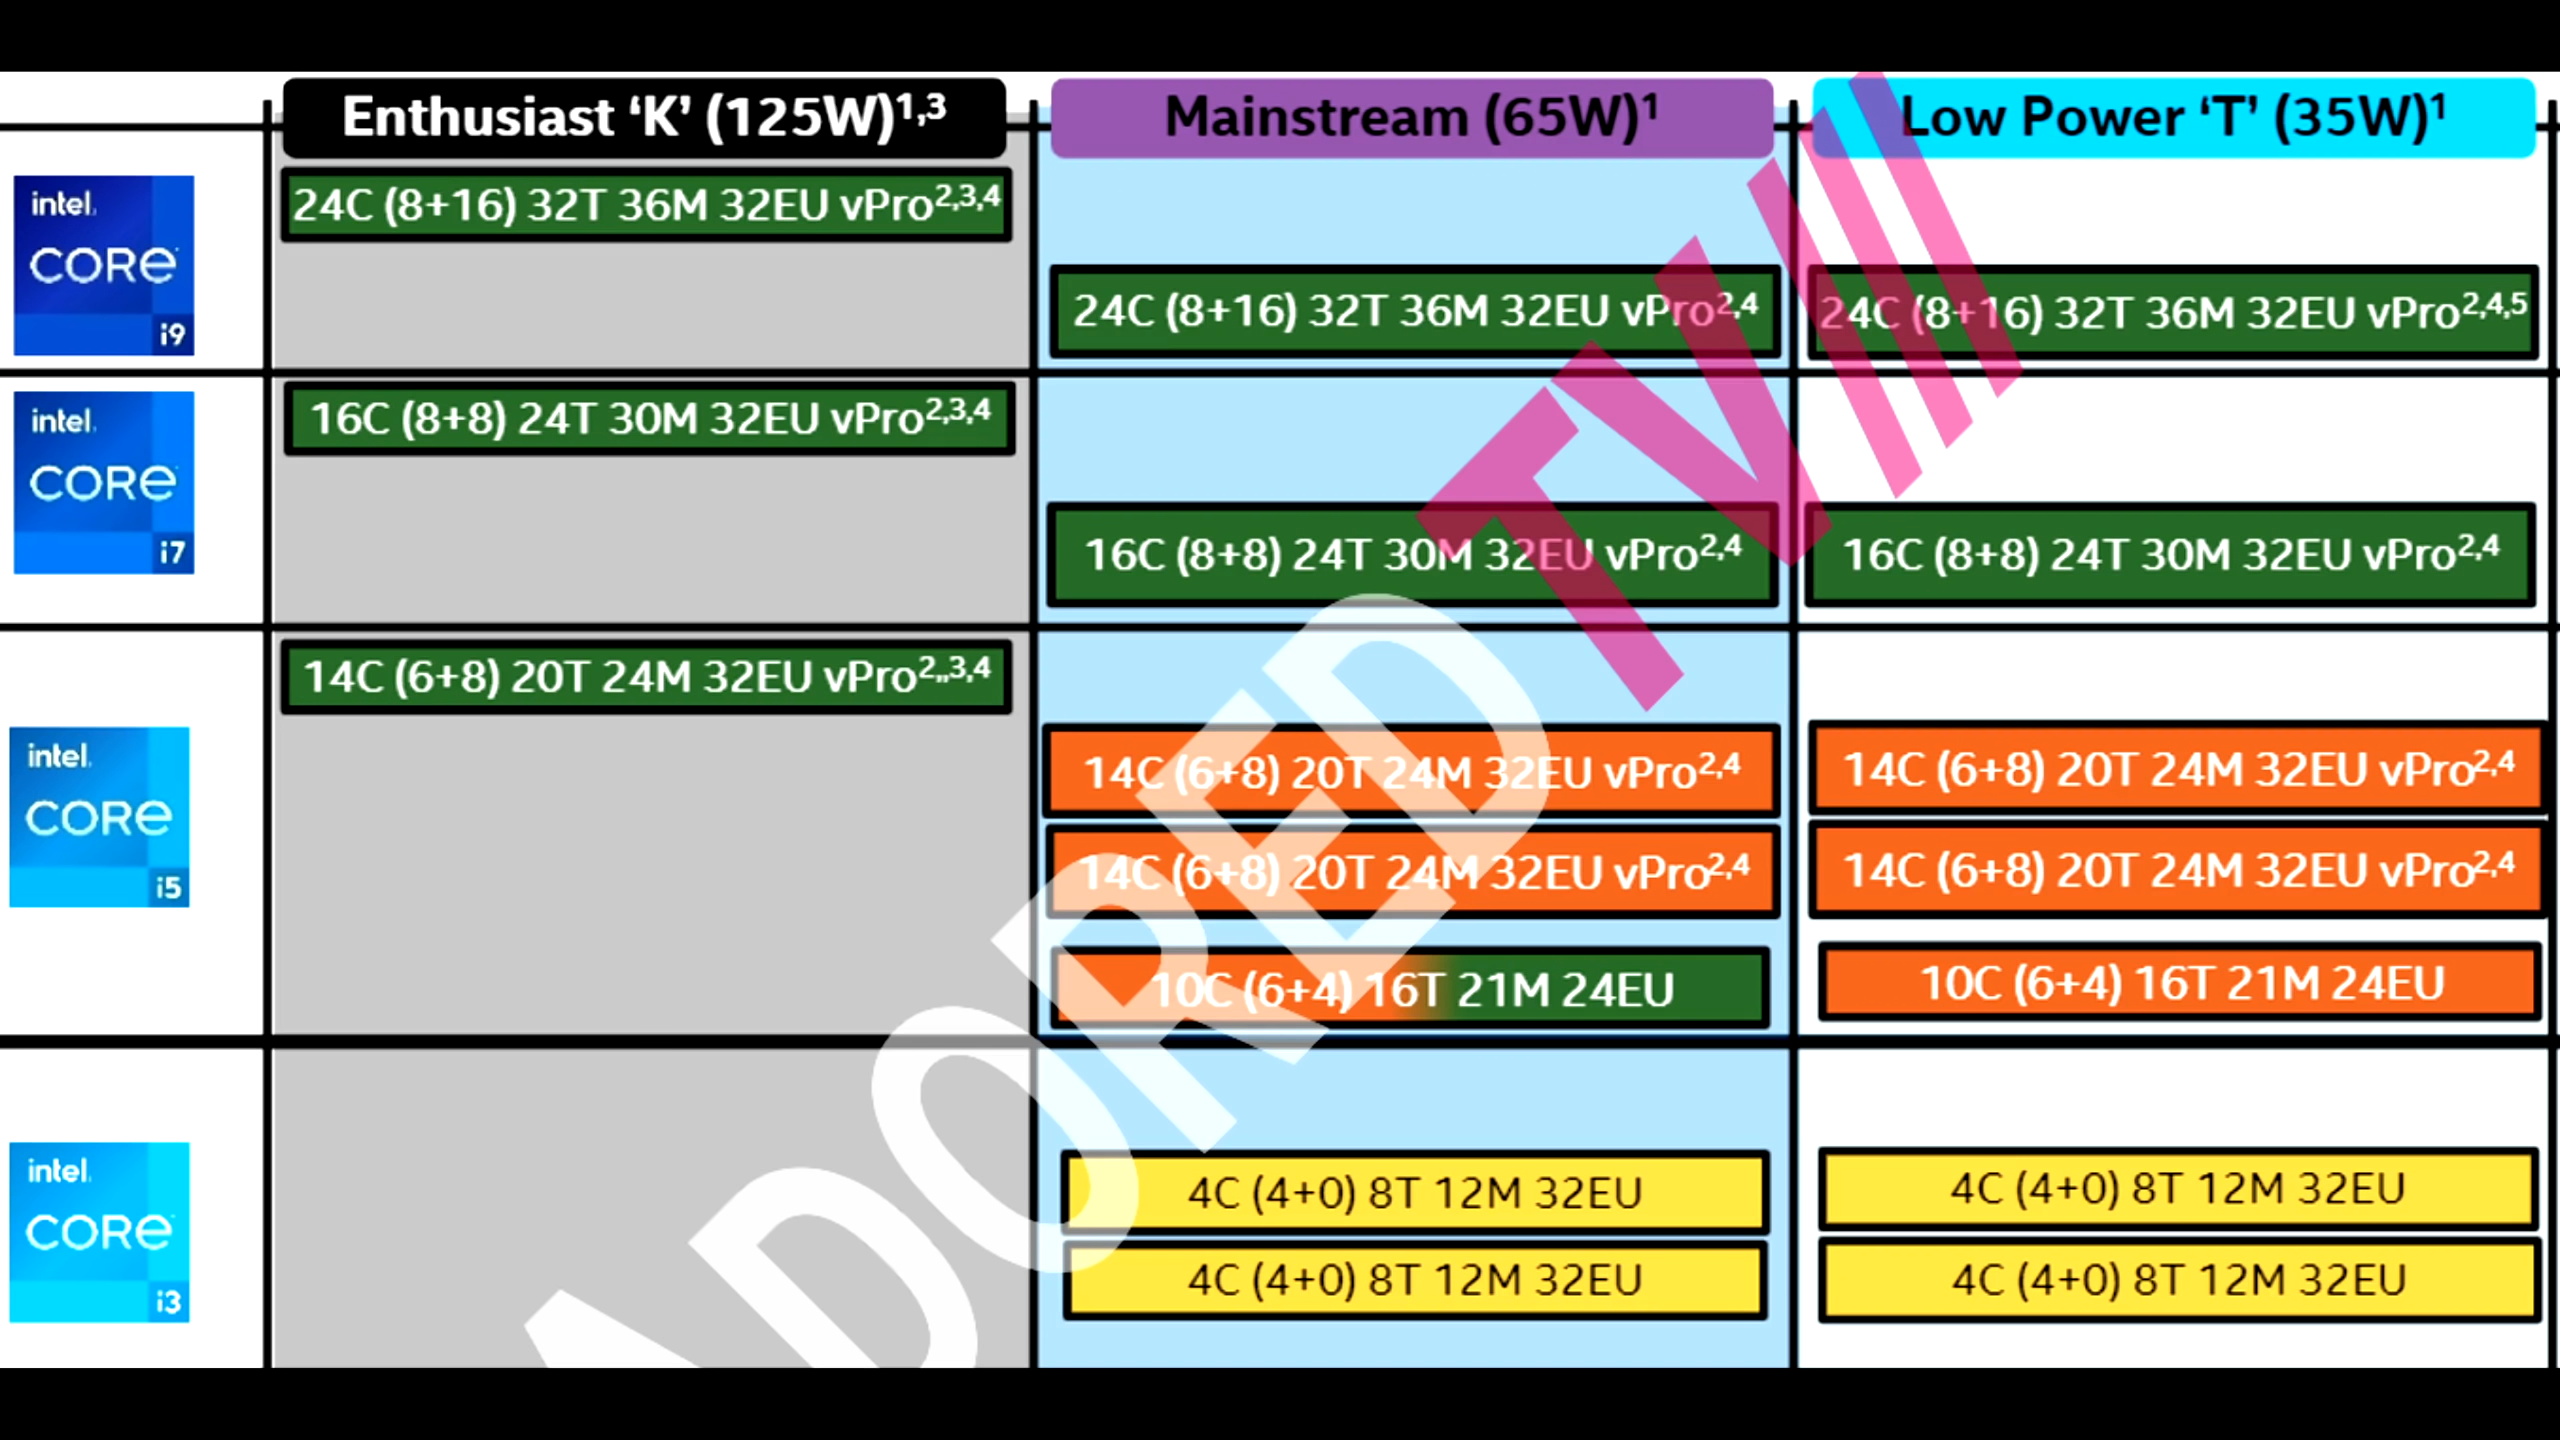 Enthusiast ‘K’ (125W)1,3
Mainstream (65W)1
Low Power ‘T’ (35W)1
intel.
CORE
i9
24C (8+16) 32T 36M 32EU vPro2,3,4
24C (8+16) 32T 36M 32EU vPro2,4
24C (8+16) 32T 36M 32EU vPro2,4,5
intel.
CORE
i7
16C (8+8) 24T 30M 32EU vPro2,3,4
16C (8+8) 24T 30M 32EU vPro2,4
16C (8+8) 24T 30M 32EU vPro2,4
intel.
CORE
i5
14C (6+8) 20T 24M 32EU vPro2,,3,4
14C (6+8) 20T 24M 32EU vPro2,4
14C (6+8) 20T 24M 32EU vPro2,4
14C (6+8) 20T 24M 32EU vPro2,4
14C (6+8) 20T 24M 32EU vPro2,4
10C (6+4) 16T 21M 24EU
10C (6+4) 16T 21M 24EU
intel.
CORE
i3
4C (4+0) 8T 12M 32EU
4C (4+0) 8T 12M 32EU
4C (4+0) 8T 12M 32EU
4C (4+0) 8T 12M 32EU
ADOREDTV///